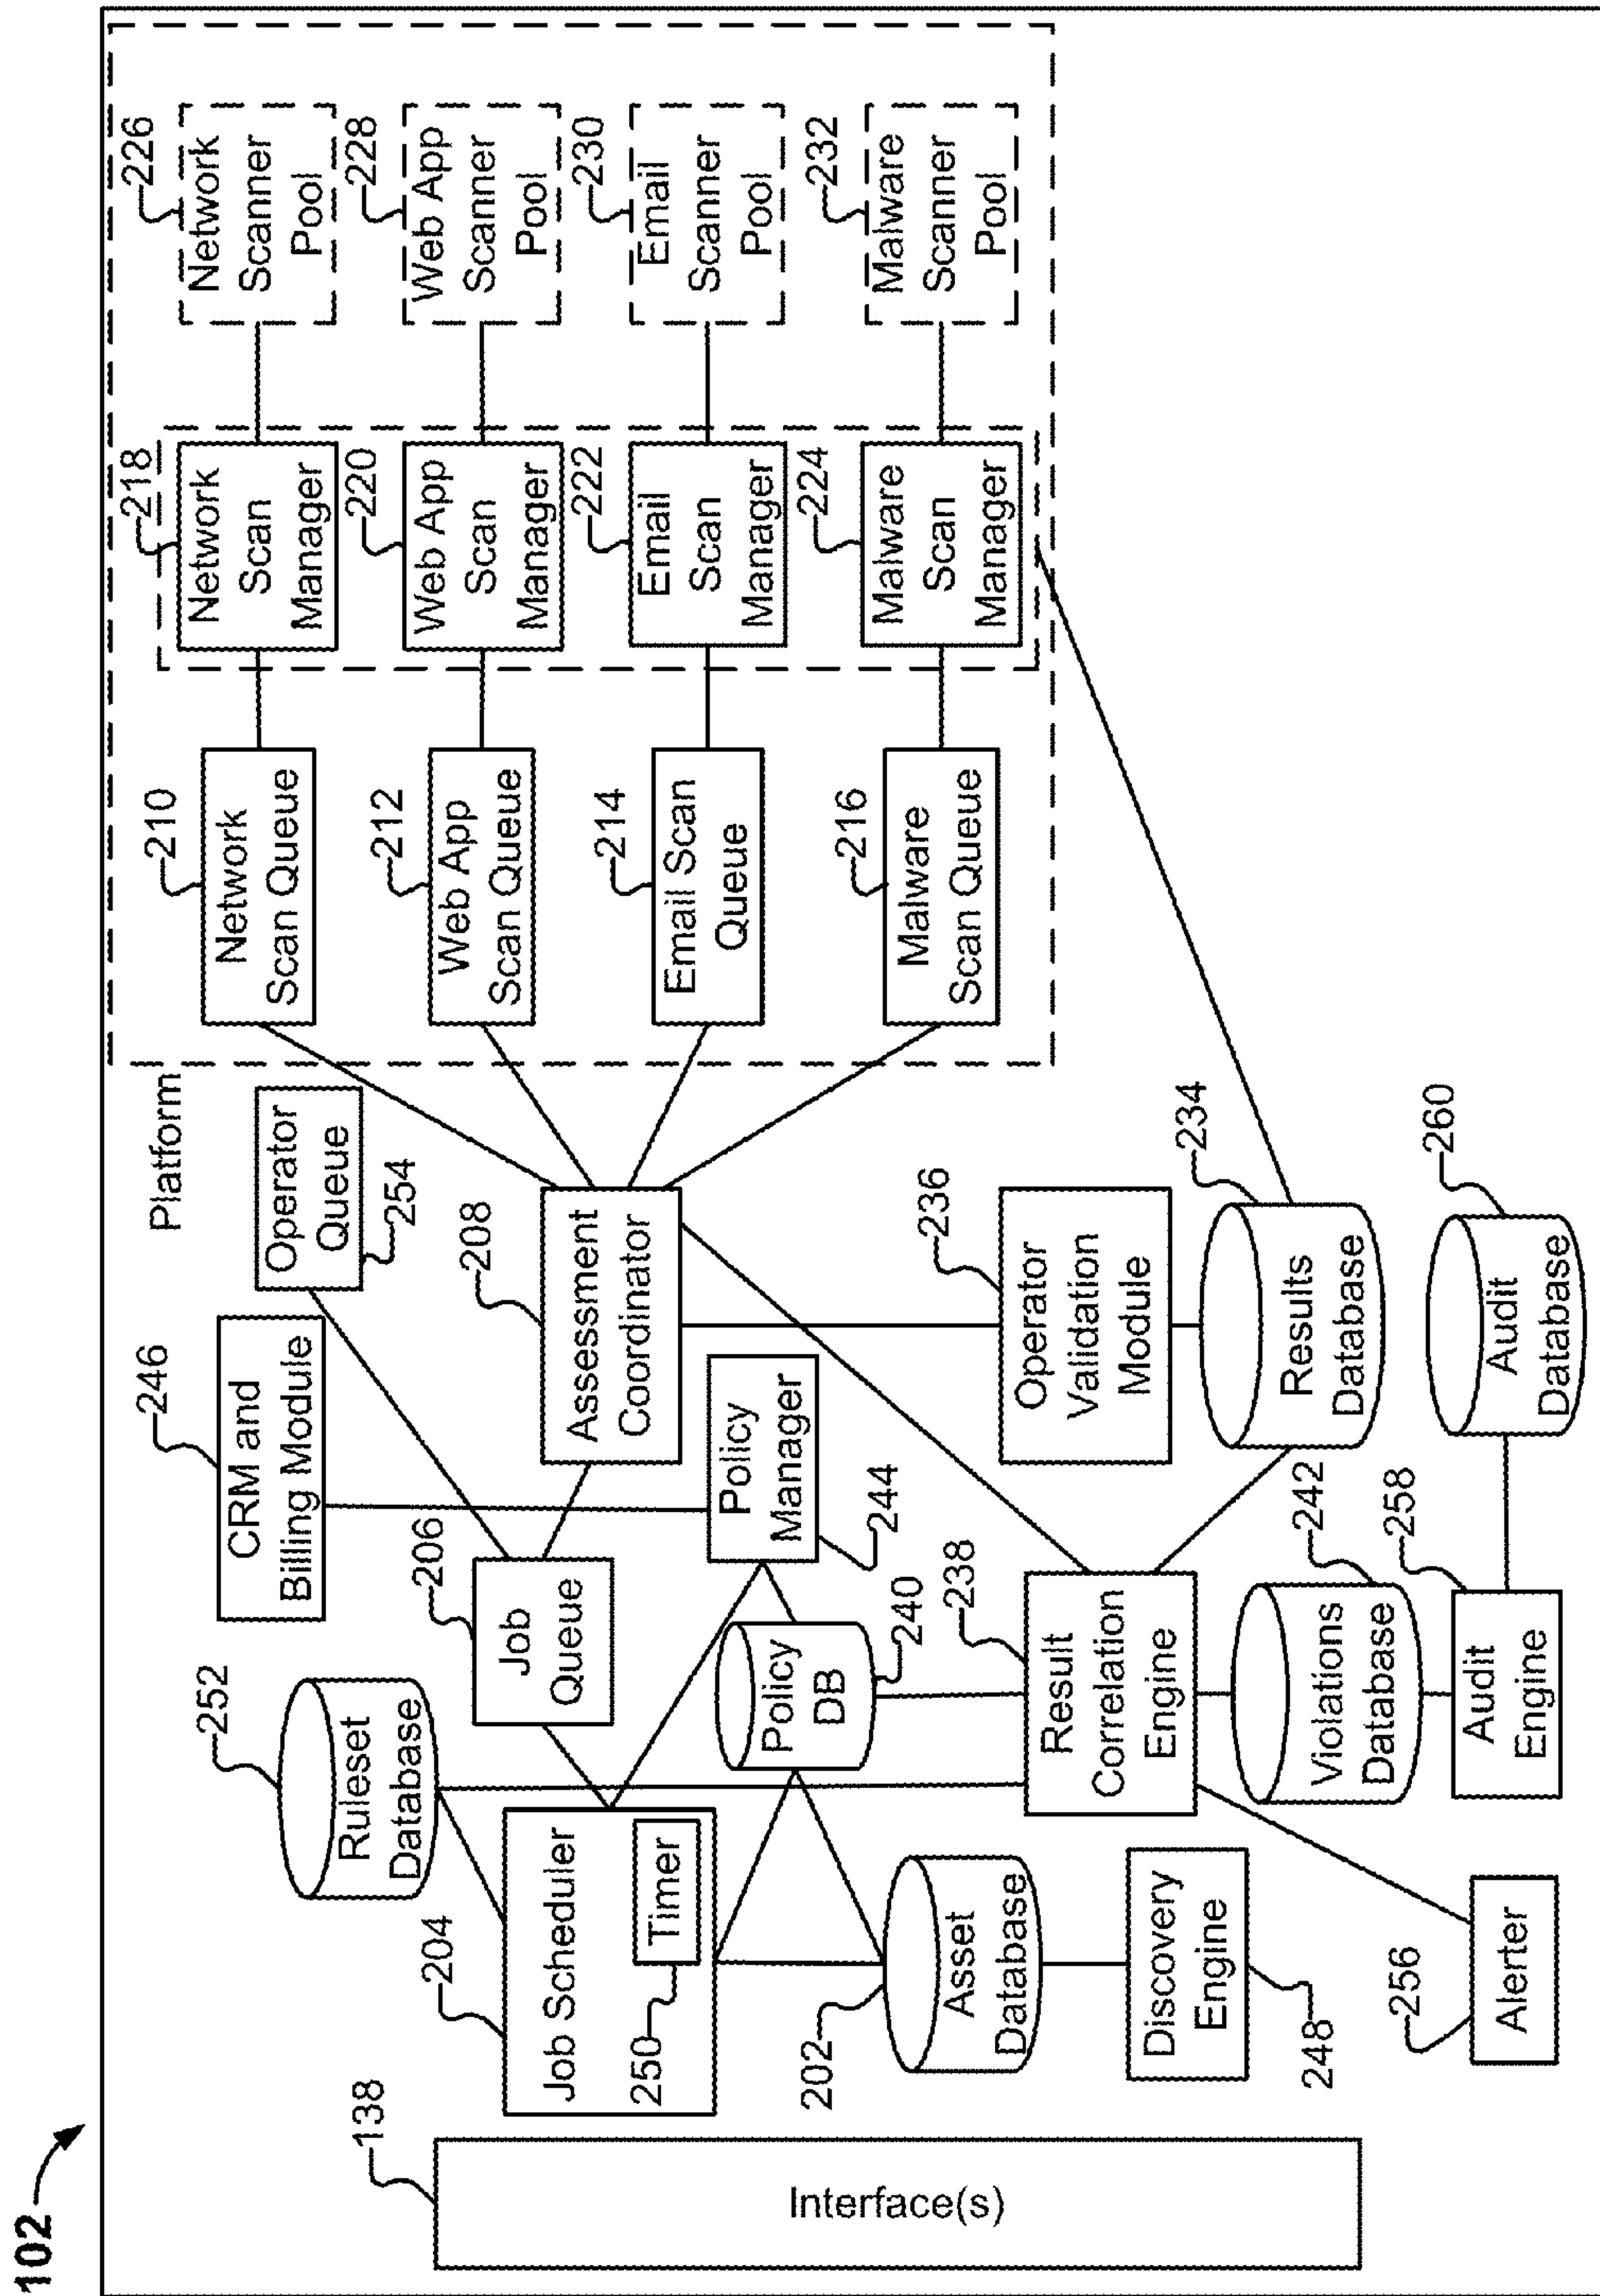 102
138
Interface(s)
252
Ruleset
Database
246
CRM and
Billing Module
Operator
Queue
254
Platform
204
Job Scheduler
Timer
250
206
Job
Queue
208
Assessment
Coordinator
Policy
Manager
244
Policy
DB
240
202
Asset
Database
Discovery
Engine
248
238
Result
Correlation
Engine
236
Operator
Validation
Module
234
Results
Database
242
Violations
Database
256
Alerter
258
Audit
Engine
260
Audit
Database
210
Network
Scan Queue
218
Network
Scan
Manager
226
Network
Scanner
Pool
212
Web App
Scan Queue
220
Web App
Scan
Manager
228
Web App
Scanner
Pool
214
Email Scan
Queue
222
Email
Scan
Manager
230
Email
Scanner
Pool
216
Malware
Scan Queue
224
Malware
Scan
Manager
232
Malware
Scanner
Pool